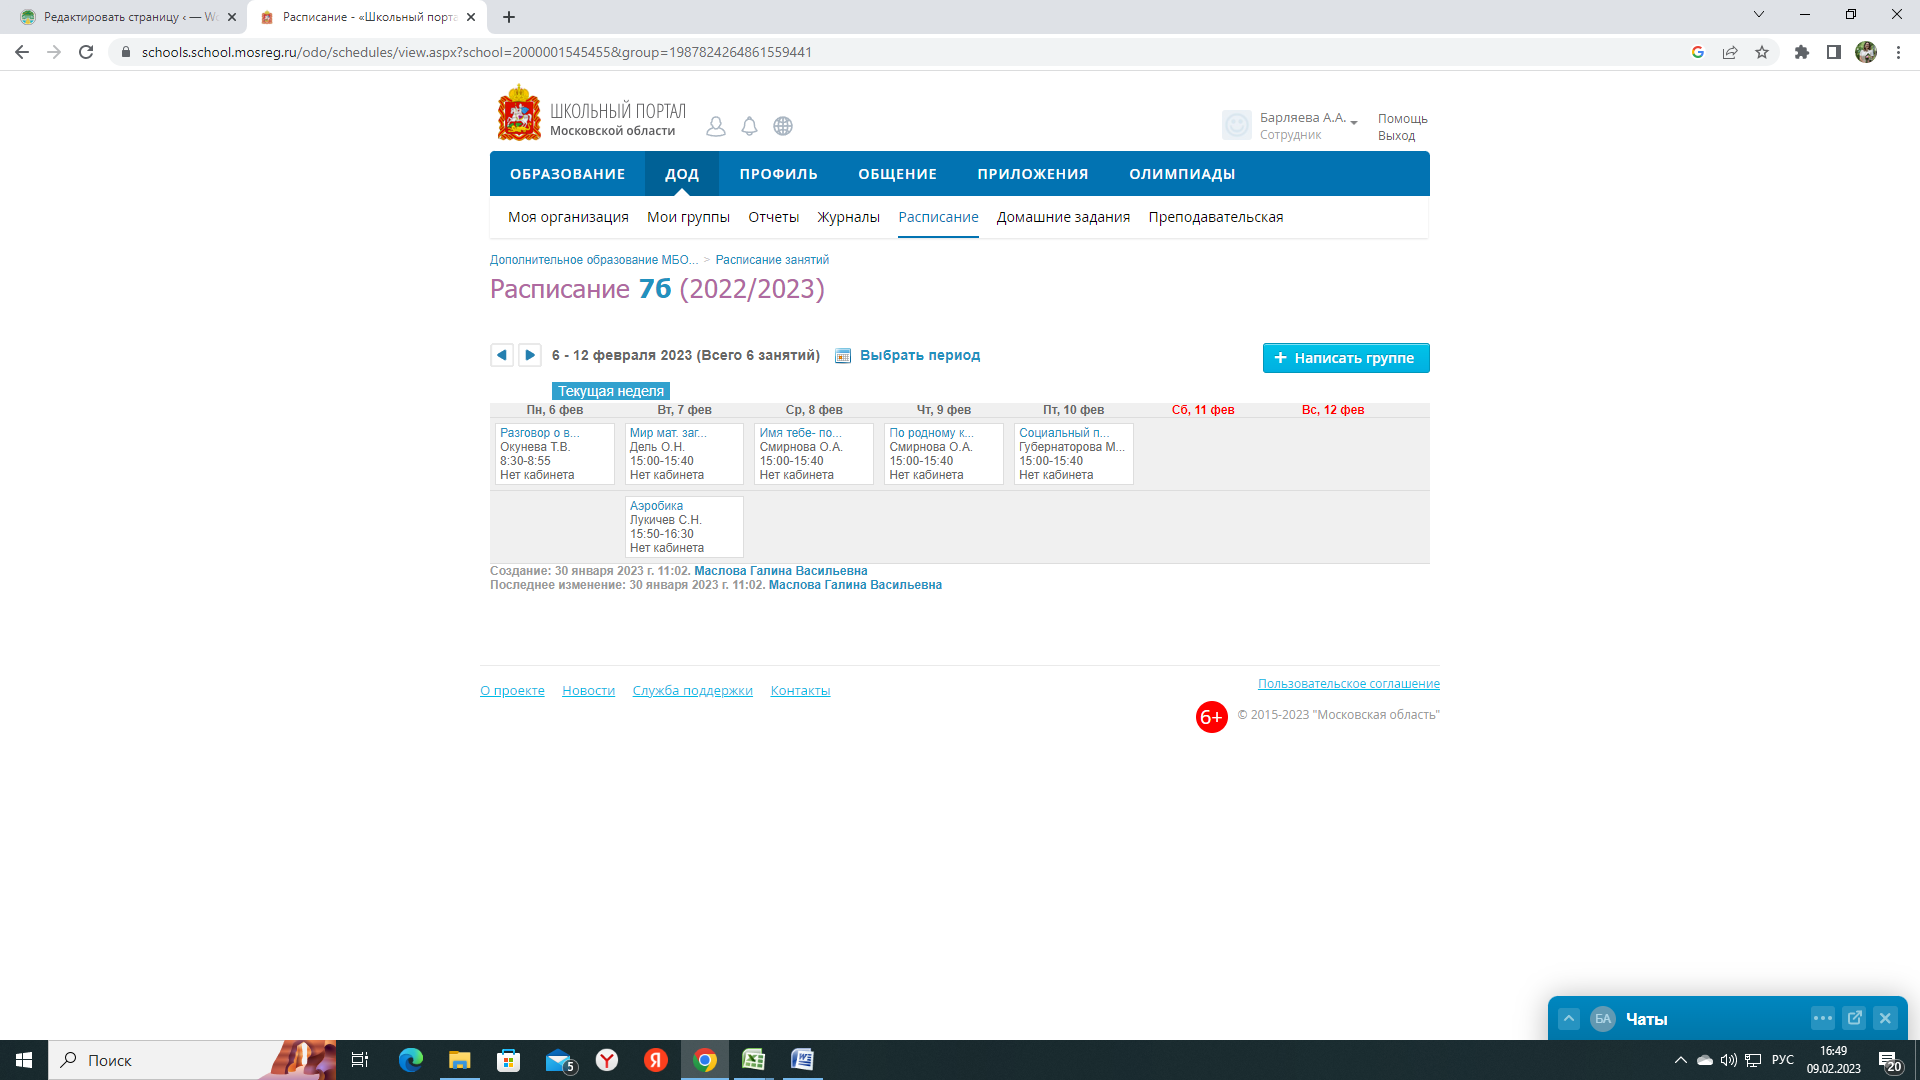 Редактировать страницу ‹ — Wo
Расписание - «Школьный порта
schools.school.mosreg.ru/odo/schedules/view.aspx?school=2000001545455&group=1987824264861559441
ШКОЛЬНЫЙ ПОРТАЛ
Московской области
Барляева А.А.
Сотрудник
Помощь
Выход
ОБРАЗОВАНИЕ ДОД ПРОФИЛЬ ОБЩЕНИЕ ПРИЛОЖЕНИЯ ОЛИМПИАДЫ
Моя организация Мои группы Отчеты Журналы Расписание Домашние задания Преподавательская
Дополнительное образование МБО... > Расписание занятий
Расписание 7б (2022/2023)
6 - 12 февраля 2023 (Всего 6 занятий) Выбрать период
+ Написать группе
Текущая неделя
Пн, 6 фев Вт, 7 фев Ср, 8 фев Чт, 9 фев Пт, 10 фев Сб, 11 фев Вс, 12 фев
Разговор о в... Мир мат. заг... Имя тебе- по... По родному к... Социальный п...
Окунева Т.В. Дель О.Н. Смирнова О.А. Смирнова О.А. Губернаторова М...
8:30-8:55 15:00-15:40 15:00-15:40 15:00-15:40 15:00-15:40
Нет кабинета Нет кабинета Нет кабинета Нет кабинета Нет кабинета
Аэробика
Лукичев С.Н.
15:50-16:30
Нет кабинета
Создание: 30 января 2023 г. 11:02. Маслова Галина Васильевна
Последнее изменение: 30 января 2023 г. 11:02. Маслова Галина Васильевна
О проекте Новости Служба поддержки Контакты
Пользовательское соглашение
6+ © 2015-2023 "Московская область"
БА Чаты
Поиск
5
РУС
16:49
09.02.2023
20